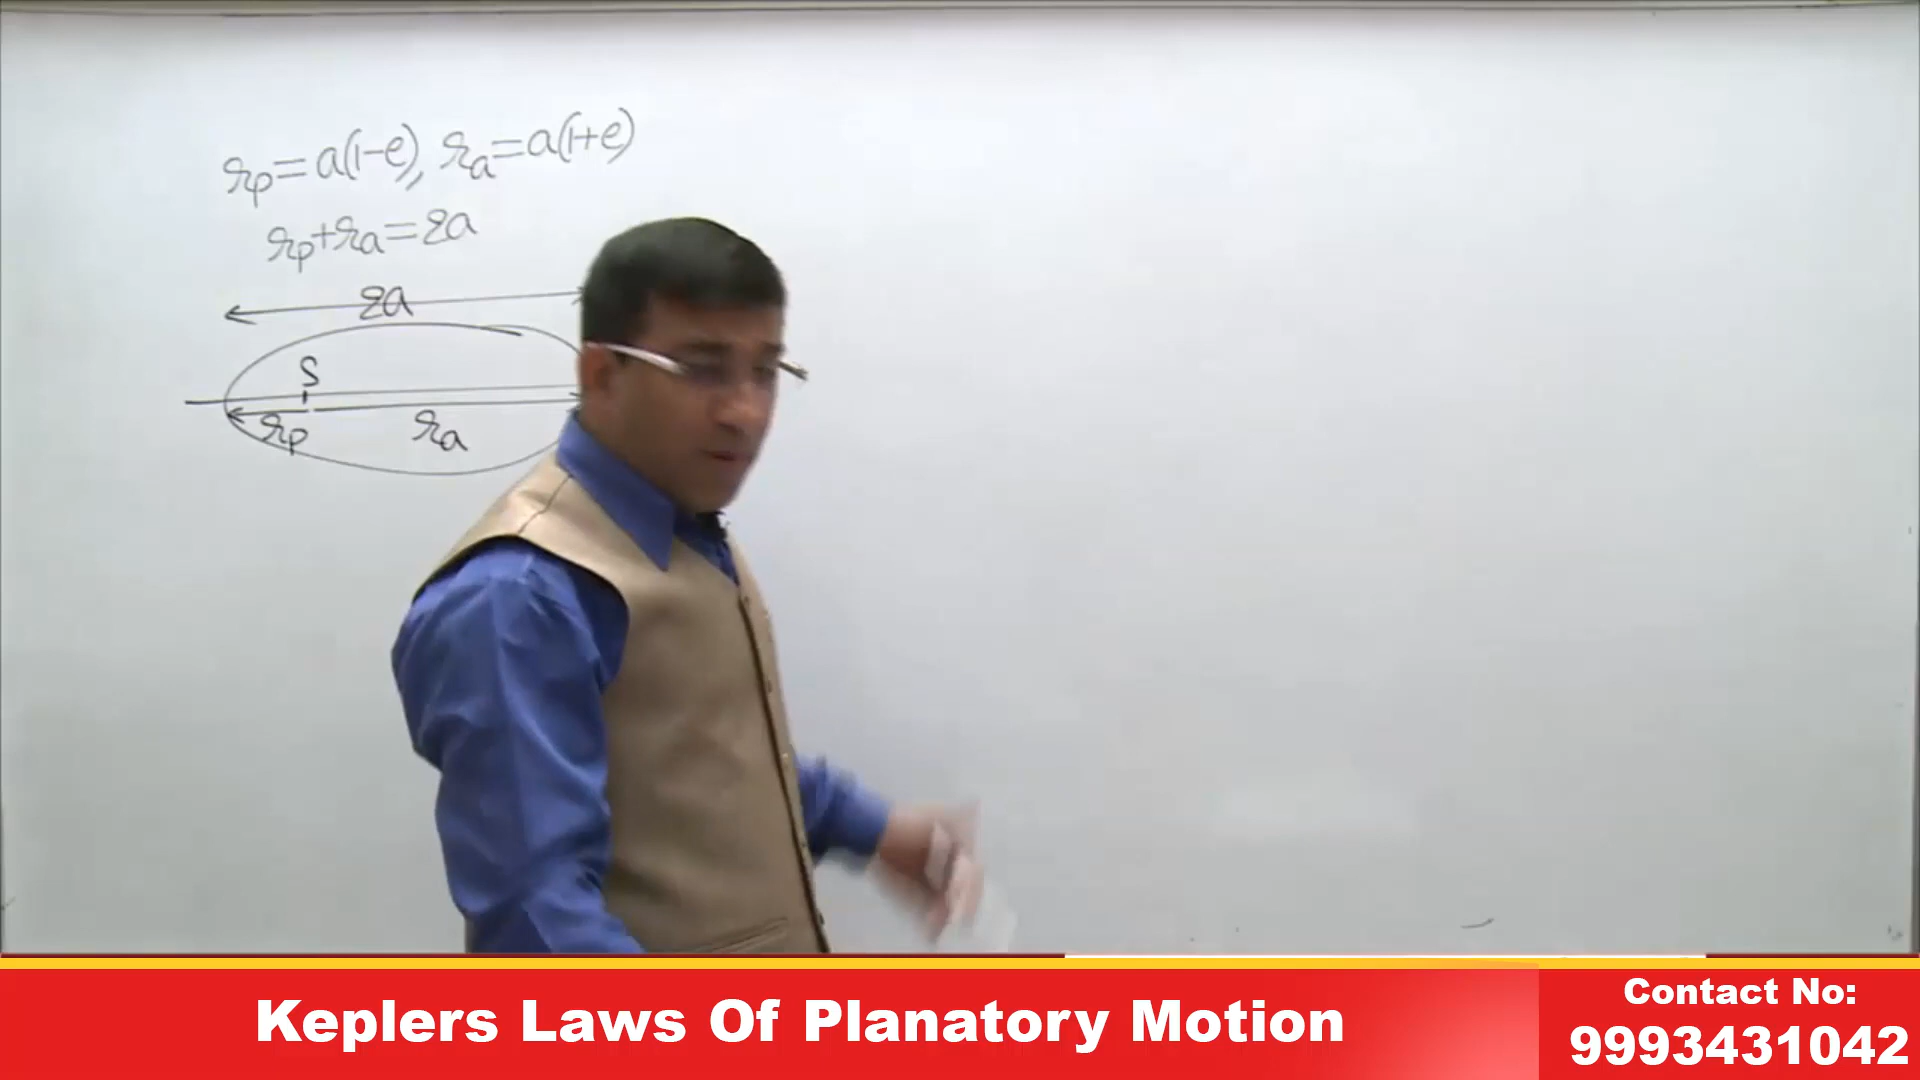 rp = a(1-e), ra = a(1+e)
rp + ra = 2a
2a
S
rp ra
Keplers Laws Of Planatory Motion
Contact No:
9993431042